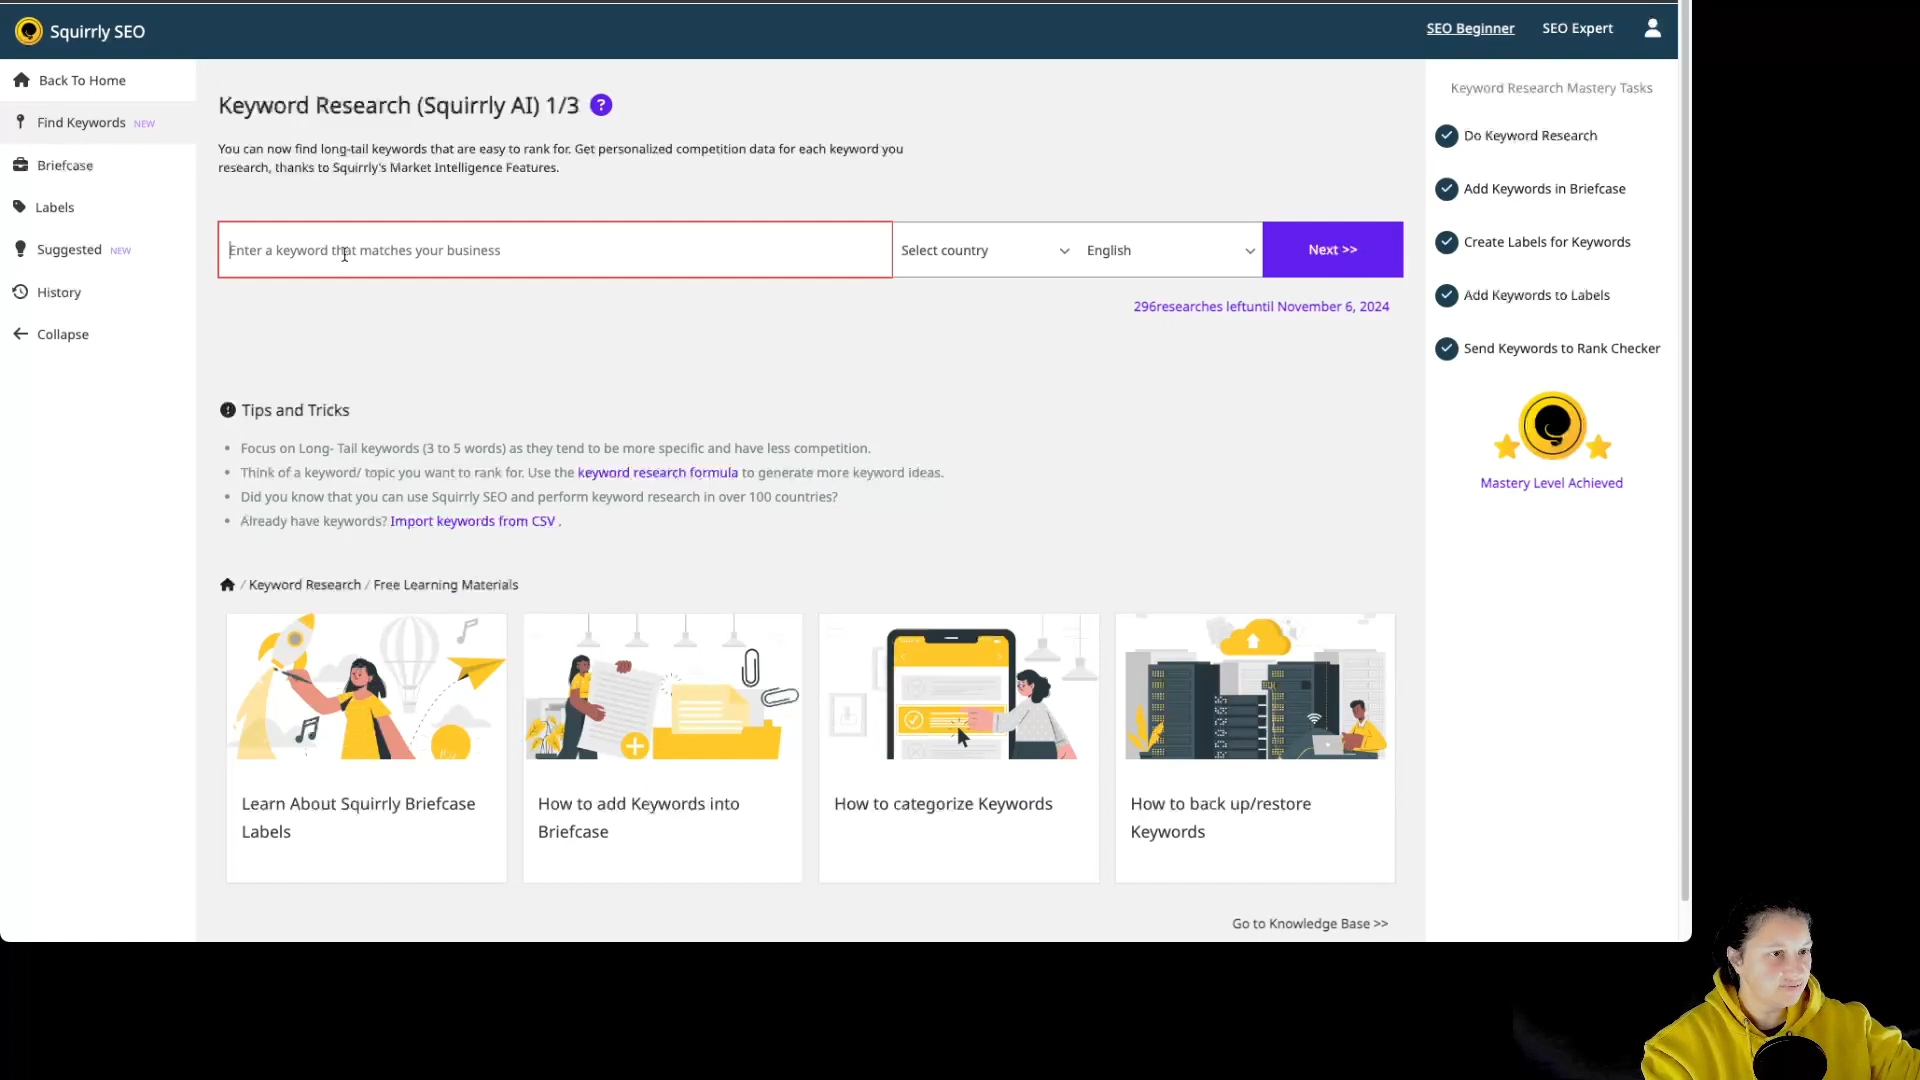 Squirrly SEO
SEO Beginner
SEO Expert
Back To Home
Find Keywords NEW
Briefcase
Labels
Suggested NEW
History
Collapse
Keyword Research (Squirrly AI) 1/3 ?
You can now find long-tail keywords that are easy to rank for. Get personalized competition data for each keyword you
research, thanks to Squirrly's Market Intelligence Features.
Enter a keyword that matches your business
Select country
English
Next >>
296researches leftuntil November 6, 2024
Tips and Tricks
Focus on Long- Tail keywords (3 to 5 words) as they tend to be more specific and have less competition.
Think of a keyword/ topic you want to rank for. Use the keyword research formula to generate more keyword ideas.
Did you know that you can use Squirrly SEO and perform keyword research in over 100 countries?
Already have keywords? Import keywords from CSV .
/ Keyword Research / Free Learning Materials
Learn About Squirrly Briefcase
Labels
How to add Keywords into
Briefcase
How to categorize Keywords
How to back up/restore
Keywords
Go to Knowledge Base >>
Keyword Research Mastery Tasks
Do Keyword Research
Add Keywords in Briefcase
Create Labels for Keywords
Add Keywords to Labels
Send Keywords to Rank Checker
Mastery Level Achieved